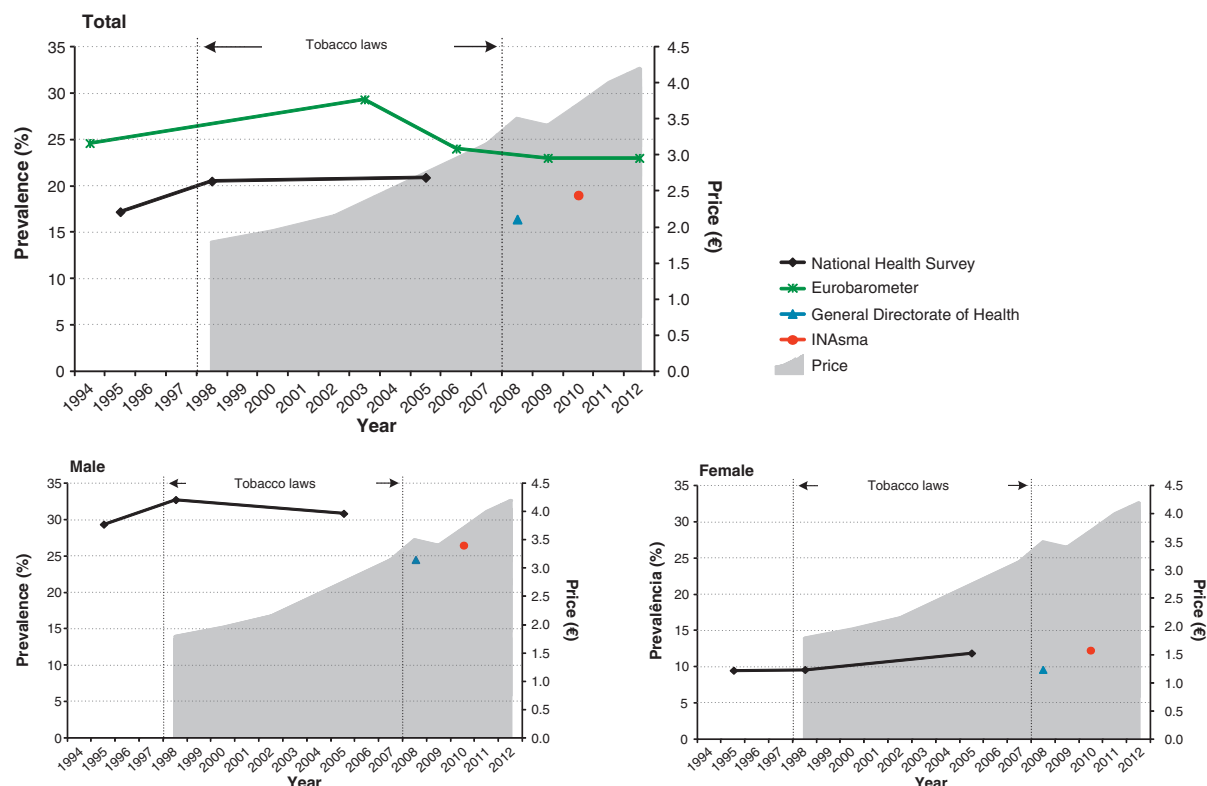 Total
Tobacco laws
35
30
25
20
15
10
5
0
Prevalence (%)
4.5
4.0
3.5
3.0
2.5
2.0
1.5
1.0
0.5
0.0
Price (€)
1994 1995 1996 1997 1998 1999 2000 2001 2002 2003 2004 2005 2006 2007 2008 2009 2010 2011 2012
Year
National Health Survey
Eurobarometer
General Directorate of Health
INAsma
Price
Male
Tobacco laws
35
30
25
20
15
10
5
0
Prevalence (%)
4.5
4.0
3.5
3.0
2.5
2.0
1.5
1.0
0.5
0.0
Price (€)
1994 1995 1996 1997 1998 1999 2000 2001 2002 2003 2004 2005 2006 2007 2008 2009 2010 2011 2012
Year
Female
Tobacco laws
35
30
25
20
15
10
5
0
Prevalência (%)
4.5
4.0
3.5
3.0
2.5
2.0
1.5
1.0
0.5
0.0
Price (€)
1994 1995 1996 1997 1998 1999 2000 2001 2002 2003 2004 2005 2006 2007 2008 2009 2010 2011 2012
Year